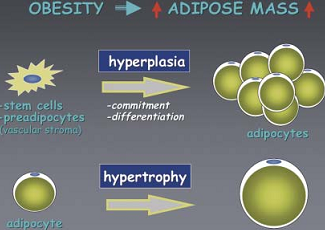 OBESITY ADIPOSE MASS
hyperplasia
-stem cells
-preadipocytes
(vascular stroma)
-commitment
-differentiation
adipocytes
hypertrophy
adipocyte